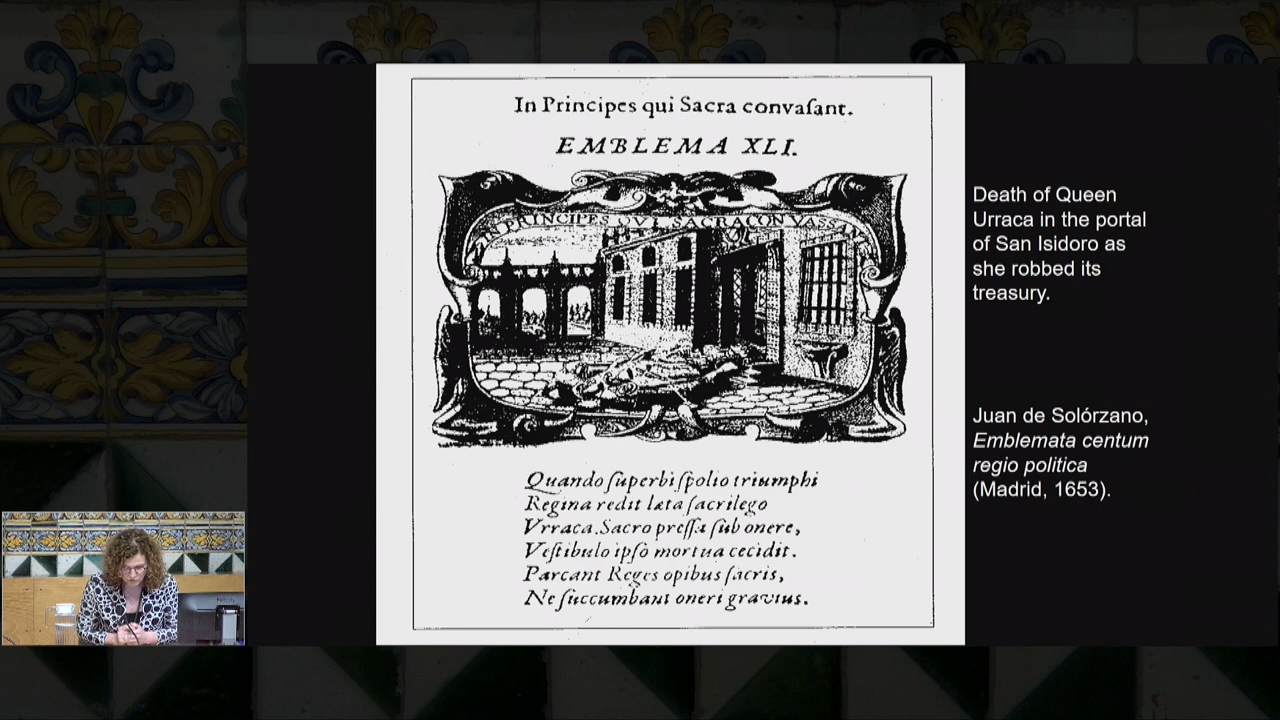 In Principes qui Sacra convaſant.
EMBLEMA XLI.
IN PRINCIPES QVI SACRA CONVASSAN
Quando ſuperbi ſpolio triumphi
Regina redit læta ſacrilego
Vrraca. Sacro preſſa ſub onere,
Veſtibulo ipſo mortua cecidit.
Parcant Reges opibus ſacris,
Ne ſuccumbant oneri gravius.
Death of Queen
Urraca in the portal
of San Isidoro as
she robbed its
treasury.
Juan de Solórzano,
Emblemata centum
regio politica
(Madrid, 1653).